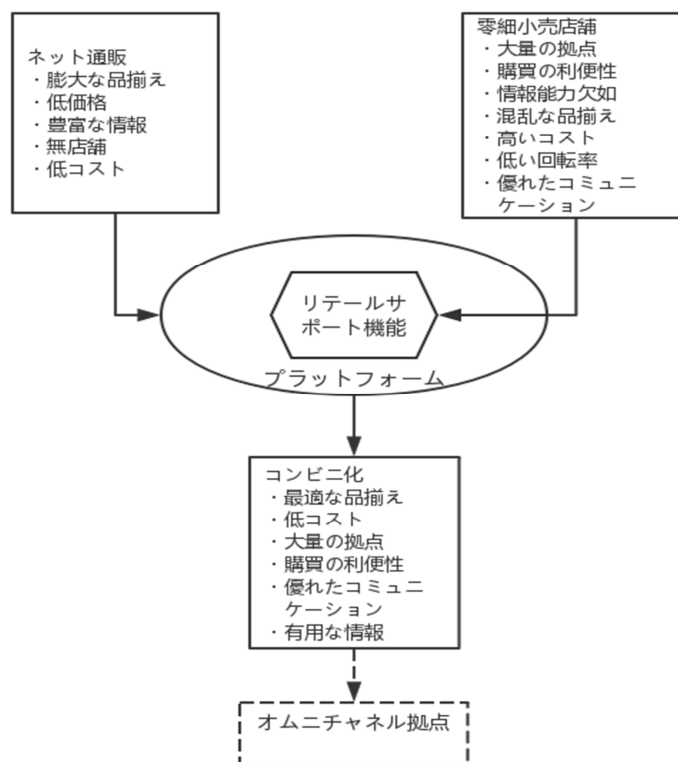 ネット通販
・膨大な品揃え
・低価格
・豊富な情報
・無店舗
・低コスト
零細小売店舗
・大量の拠点
・購買の利便性
・情報能力欠如
・混乱な品揃え
・高いコスト
・低い回転率
・優れたコミュニ
ケーション
リテールサ
ポート機能
プラットフォーム
コンビニ化
・最適な品揃え
・低コスト
・大量の拠点
・購買の利便性
・優れたコミュニ
ケーション
・有用な情報
オムニチャネル拠点